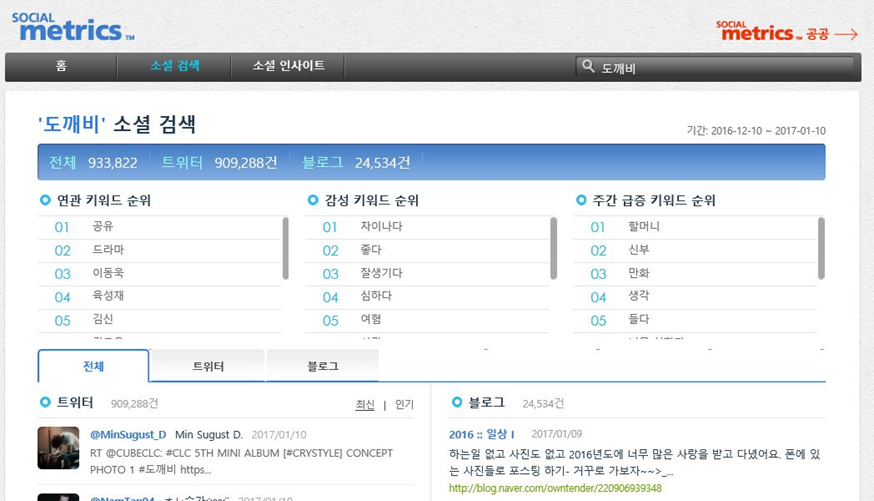 SOCIAL
metrics TM
SOCIAL
metrics TM 공공
홈 소셜 검색 소셜 인사이트 도깨비
'도깨비' 소셜 검색
기간: 2016-12-10 ~ 2017-01-10
전체 933,822 트위터 909,288건 블로그 24,534건
연관 키워드 순위
01 공유
02 드라마
03 이동욱
04 육성재
05 김신
감성 키워드 순위
01 차이나다
02 좋다
03 잘생기다
04 심하다
05 여혐
주간 급증 키워드 순위
01 할머니
02 신부
03 만화
04 생각
05 들다
전체 트위터 블로그
트위터 909,288건 최신 | 인기
@MinSugust_D Min Sugust D. 2017/01/10
RT @CUBECLC: #CLC 5TH MINI ALBUM [#CRYSTYLE] CONCEPT
PHOTO 1 #도깨비 https...
@NamTan94 2017/01/10
블로그 24,534건
2016 :: 일상 I 2017/01/09
하는일 없고 사진도 없고 2016년도에 너무 많은 사랑을 받고 다녔어요. 폰에 있
는 사진들로 포스팅 하기- 거꾸로 가보자~~>_...
http://blog.naver.com/owntender/220906939348